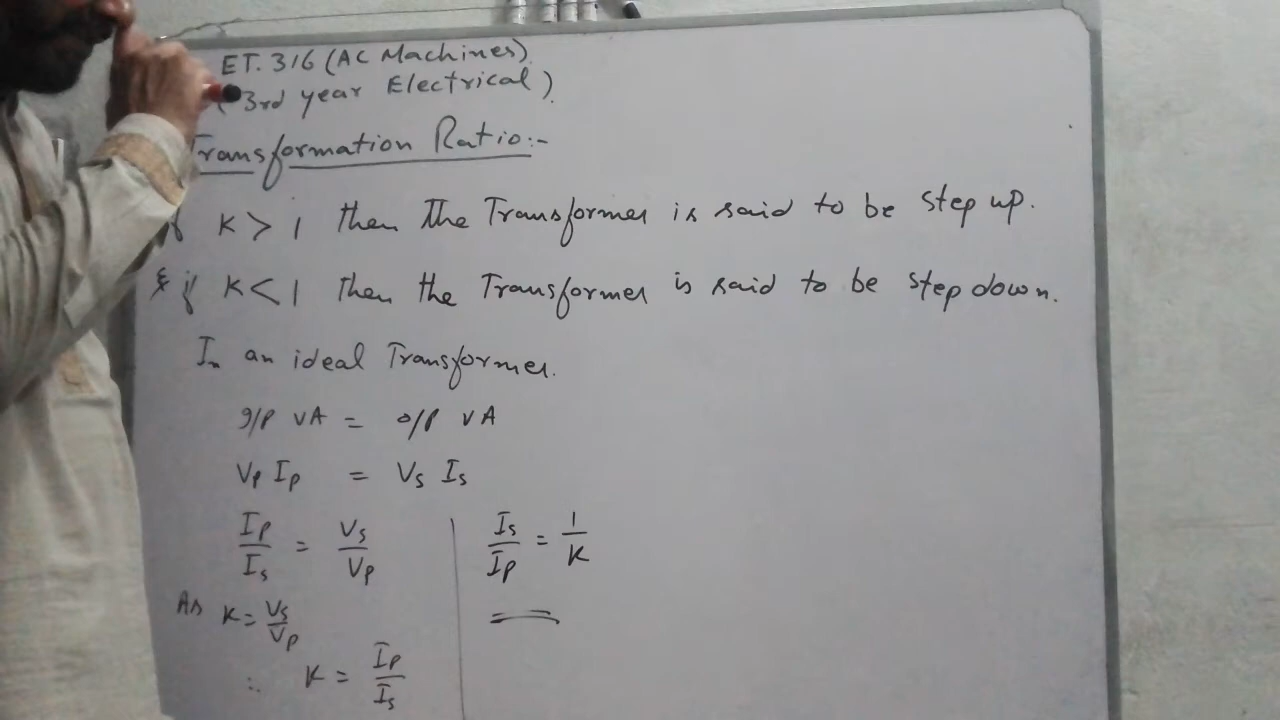 ET. 316 (AC Machines)
( 3rd year Electrical ).
Transformation Ratio:-
if K > 1 then the Transformer is said to be step up.
& if K < 1 then the Transformer is said to be step down.
In an ideal Transformer.
I/P VA = O/P VA
Vp Ip = Vs Is
Ip/Is = Vs/Vp
As K = Vs/Vp
∴ K = Ip/Is
Is/Ip = 1/K